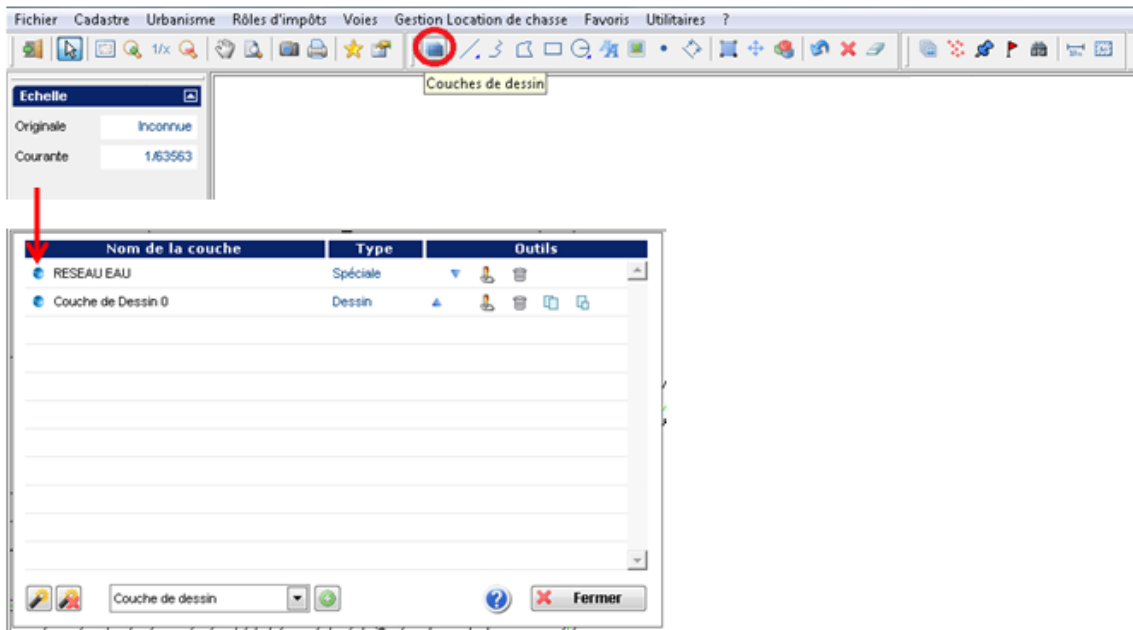 Fichier Cadastre Urbanisme Rôles d'impôts Voies Gestion Location de chasse Favoris Utilitaires ?
1/x
Couches de dessin
Echelle
Originale Inconnue
Courante 1/63563
Nom de la couche Type Outils
RESEAU EAU Spéciale
Couche de Dessin 0 Dessin
Couche de dessin ? Fermer